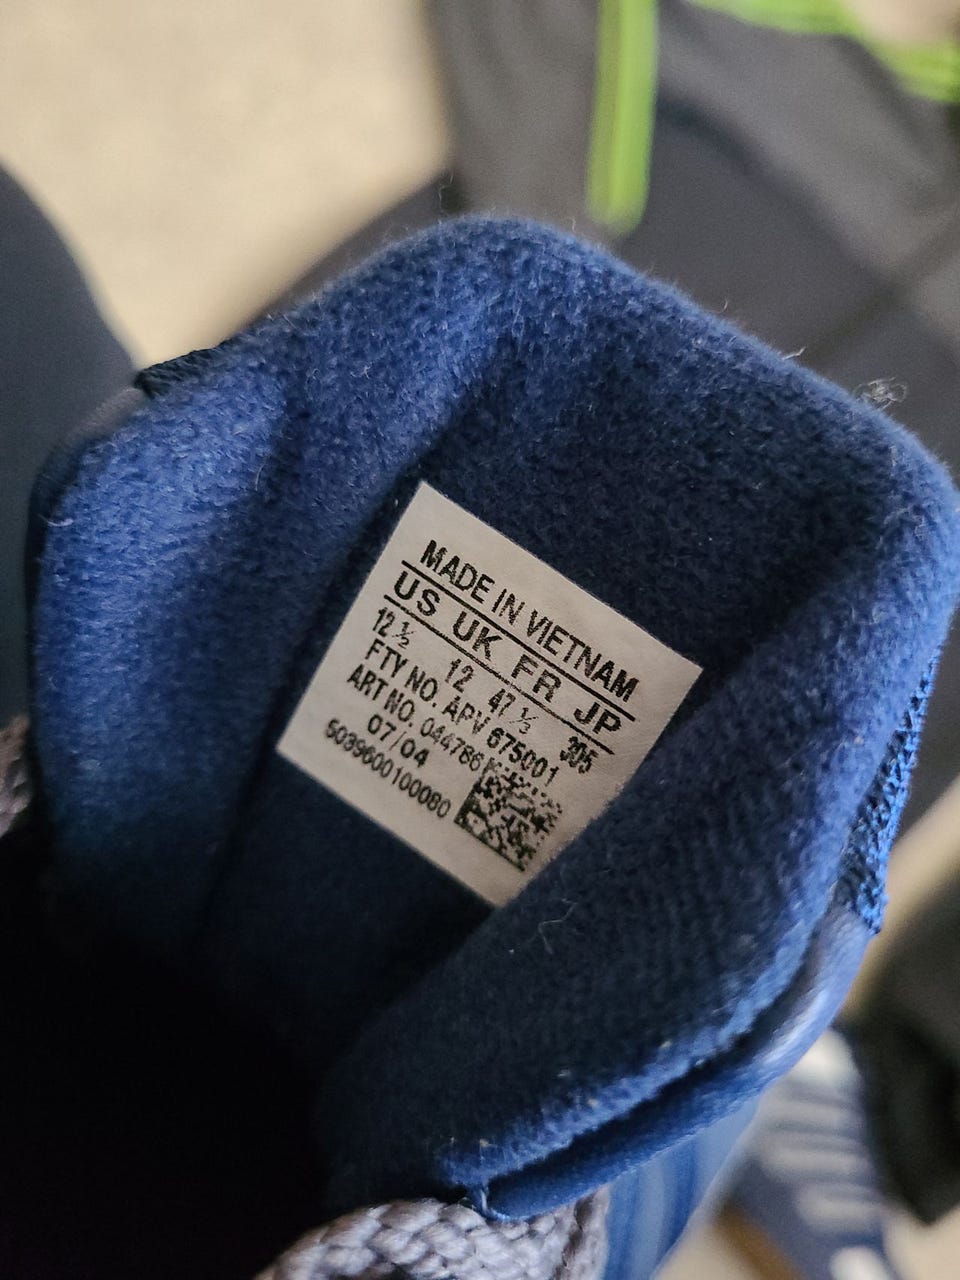 MADE IN VIETNAM
US UK FR JP
12 ½ 12 47 ⅓ 305
FTY NO. APV 675001
ART NO. 044786
07/04
6039600100080